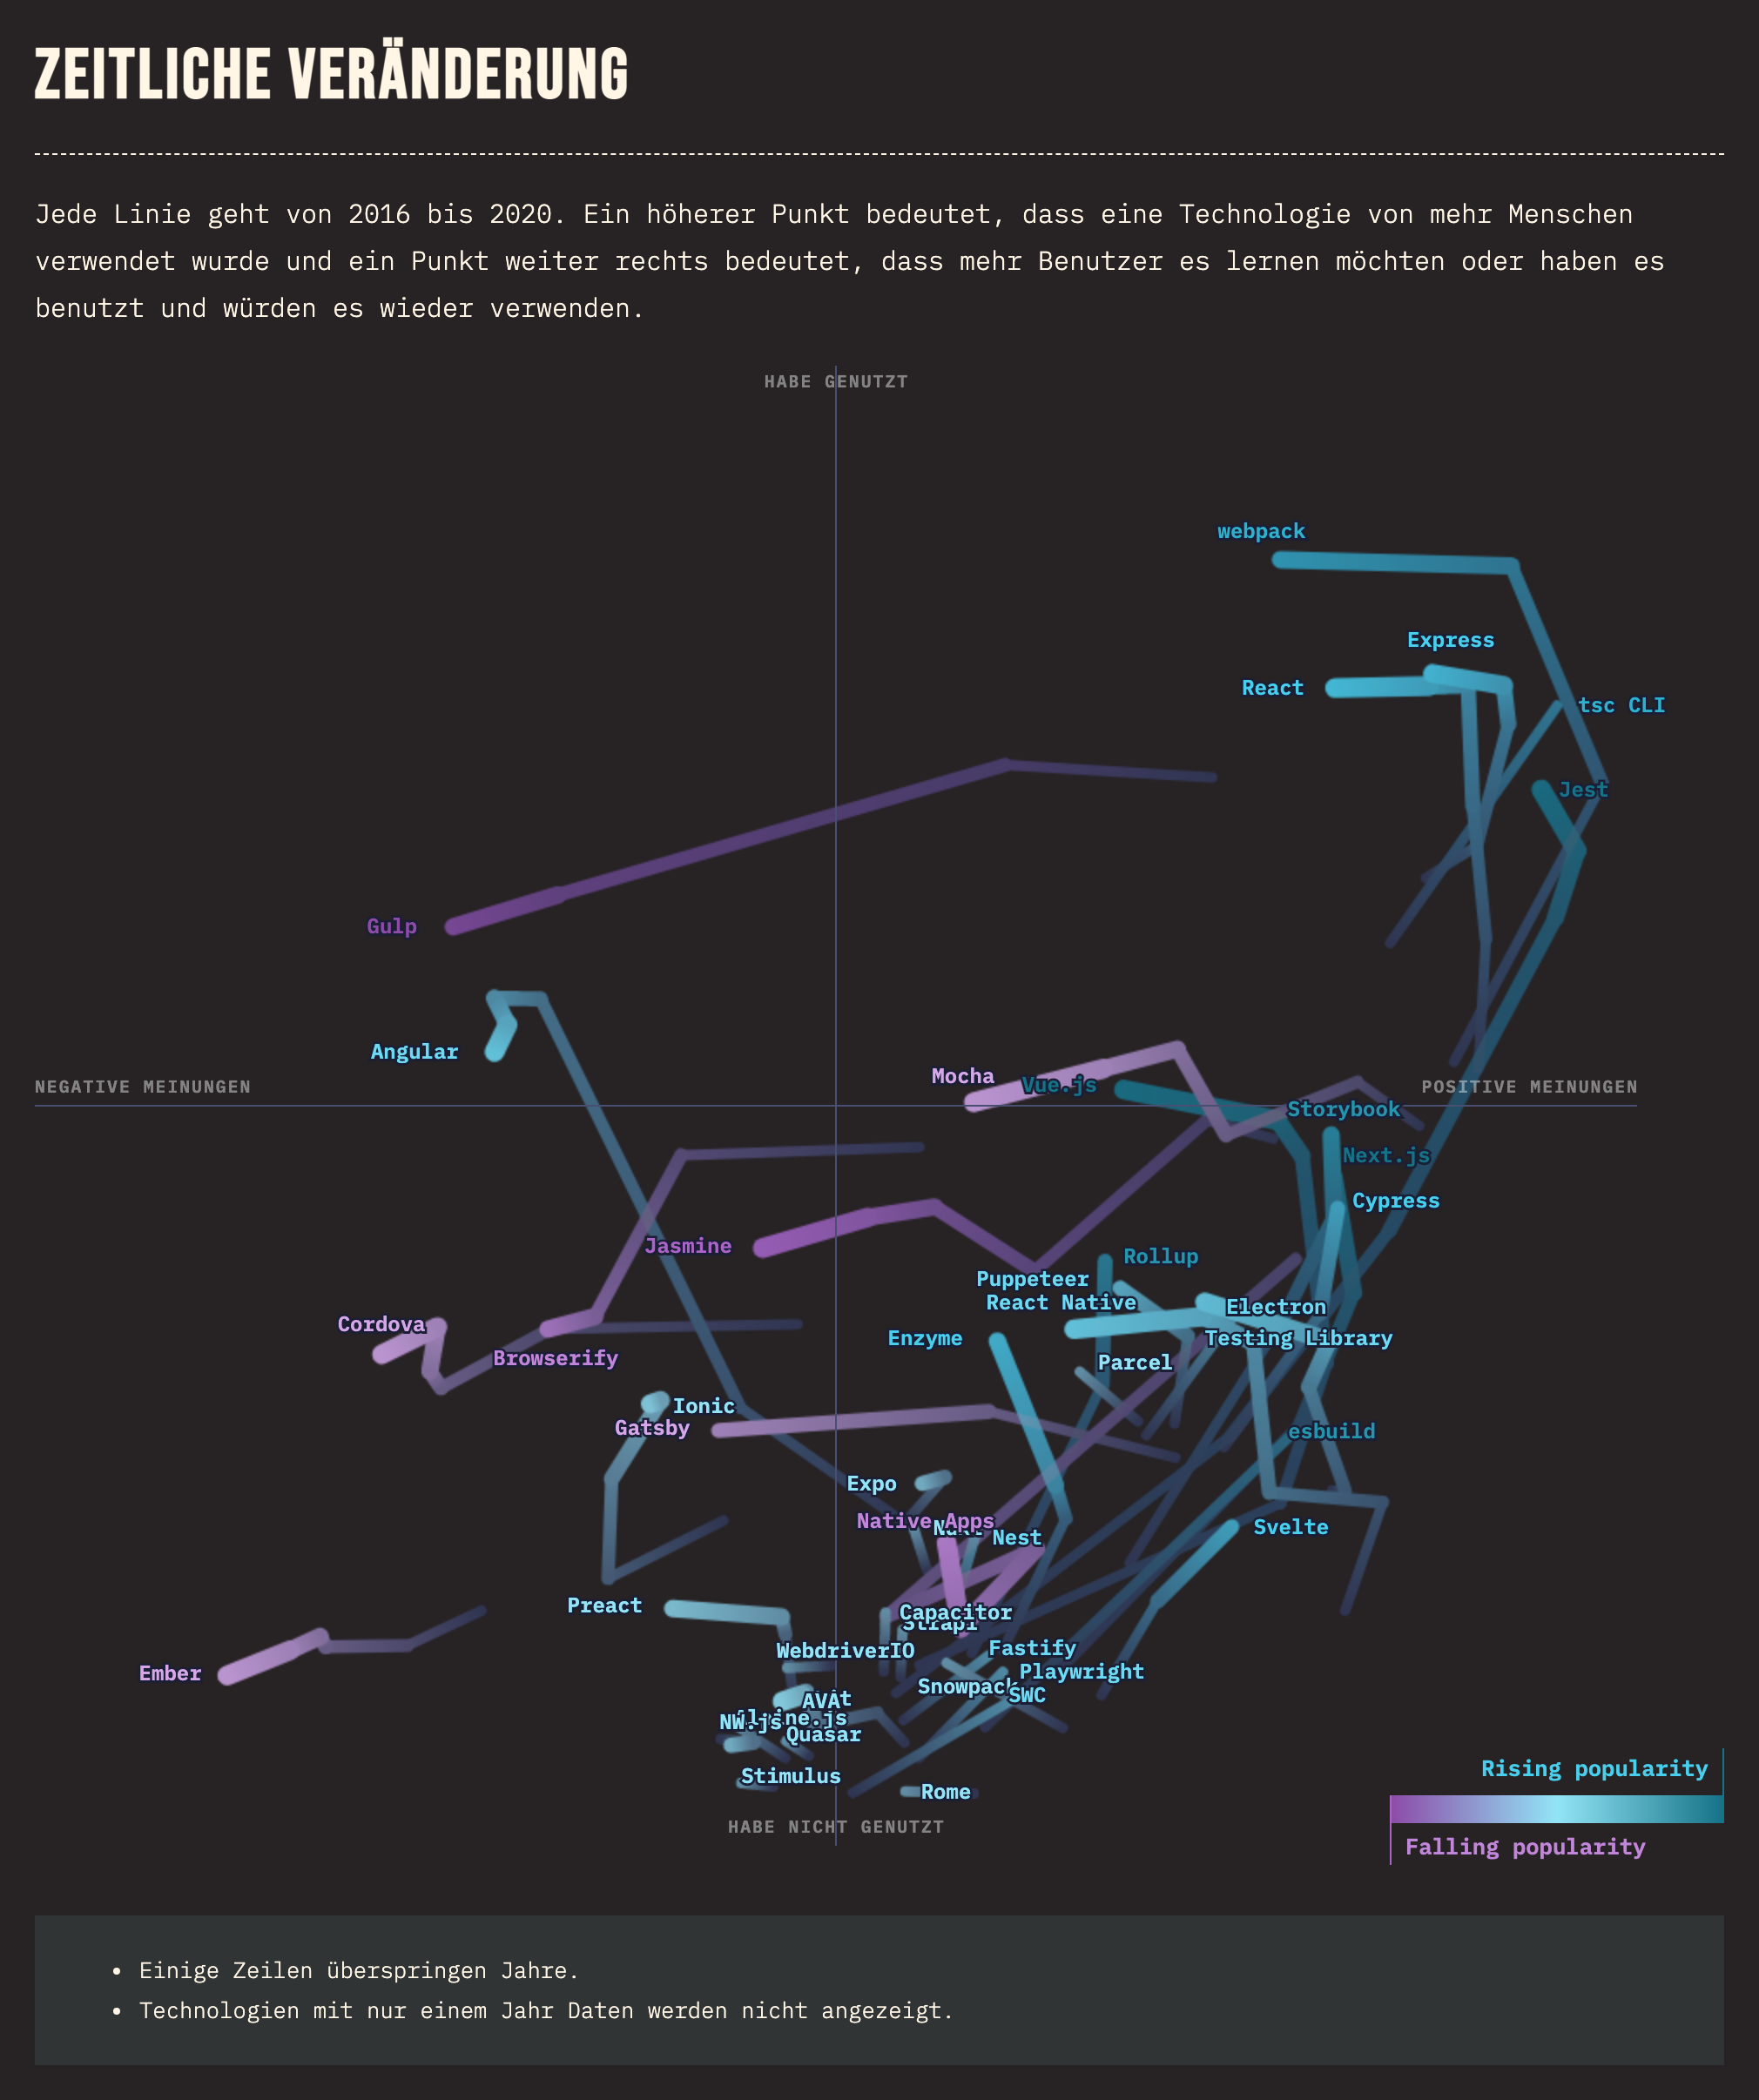 ZEITLICHE VERÄNDERUNG
Jede Linie geht von 2016 bis 2020. Ein höherer Punkt bedeutet, dass eine Technologie von mehr Menschen
verwendet wurde und ein Punkt weiter rechts bedeutet, dass mehr Benutzer es lernen möchten oder haben es
benutzt und würden es wieder verwenden.
HABE GENUTZT
webpack
Express
React
tsc CLI
Jest
Gulp
Angular
Mocha
Vue.js
NEGATIVE MEINUNGEN
POSITIVE MEINUNGEN
Storybook
Next.js
Cypress
Jasmine
Rollup
Puppeteer
React Native
Electron
Cordova
Enzyme
Testing Library
Browserify
Parcel
Ionic
Gatsby
esbuild
Expo
Native Apps
Svelte
Nest
Preact
Capacitor
Strapi
WebdriverIO
Fastify
Ember
Playwright
Snowpack
SWC
AVA
NW.js
Quasar
Stimulus
Rome
HABE NICHT GENUTZT
Rising popularity
Falling popularity
• Einige Zeilen überspringen Jahre.
• Technologien mit nur einem Jahr Daten werden nicht angezeigt.